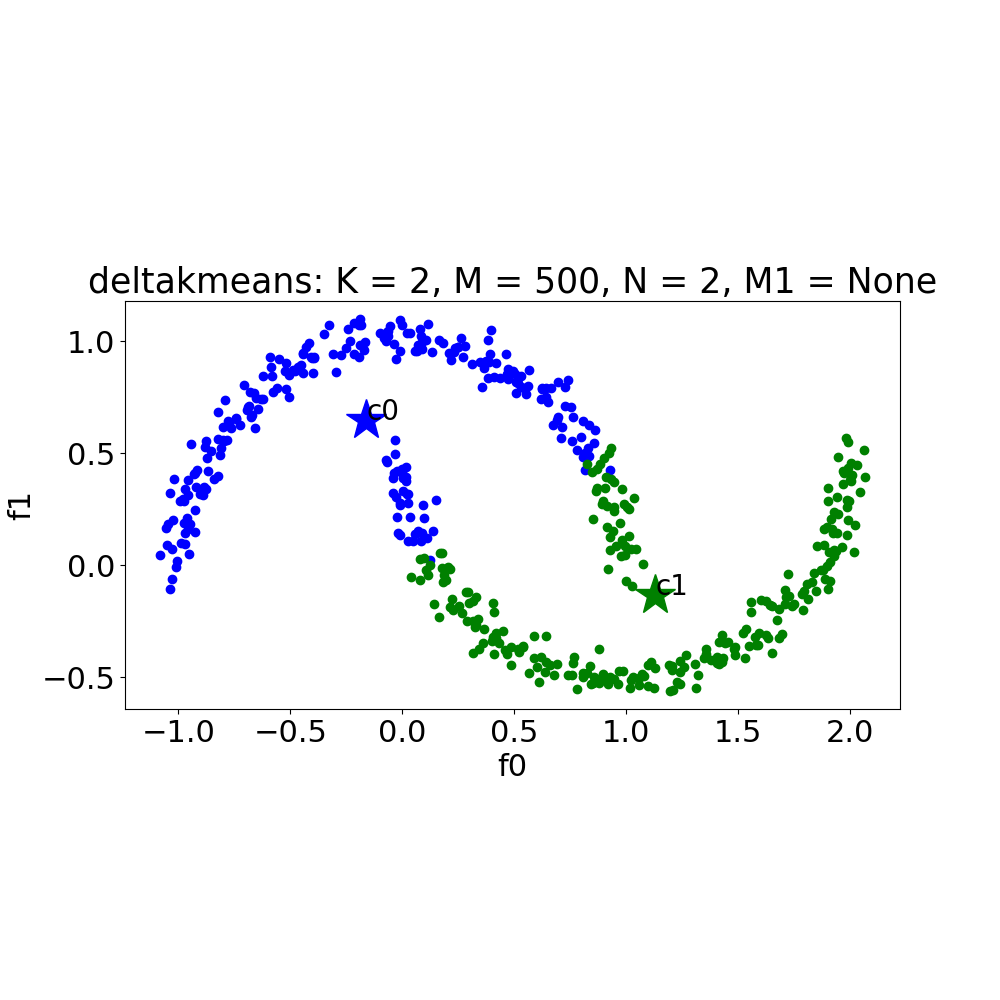 deltakmeans: K = 2, M = 500, N = 2, M1 = None
1.0
0.5
0.0
−0.5
f1
c0
c1
−1.0 −0.5 0.0 0.5 1.0 1.5 2.0
f0